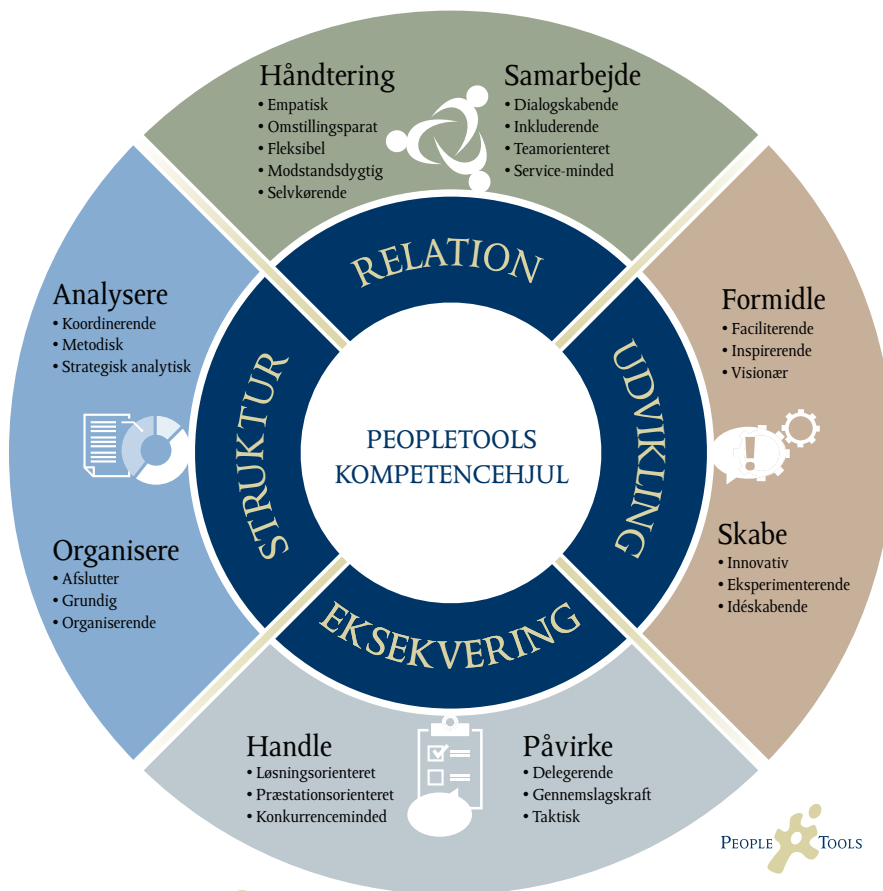 Håndtering
• Empatisk
• Omstillingsparat
• Fleksibel
• Modstandsdygtig
• Selvkørende
Samarbejde
• Dialogskabende
• Inkluderende
• Teamorienteret
• Service-minded
RELATION
Analysere
• Koordinerende
• Metodisk
• Strategisk analytisk
Organisere
• Afslutter
• Grundig
• Organiserende
STRUKTUR
PEOPLETOOLS
KOMPETENCEHJUL
UDVIKLING
Formidle
• Faciliterende
• Inspirerende
• Visionær
Skabe
• Innovativ
• Eksperimenterende
• Idéskabende
EKSEKVERING
Handle
• Løsningsorienteret
• Præstationsorienteret
• Konkurrenceminded
Påvirke
• Delegerende
• Gennemslagskraft
• Taktisk
PEOPLE TOOLS